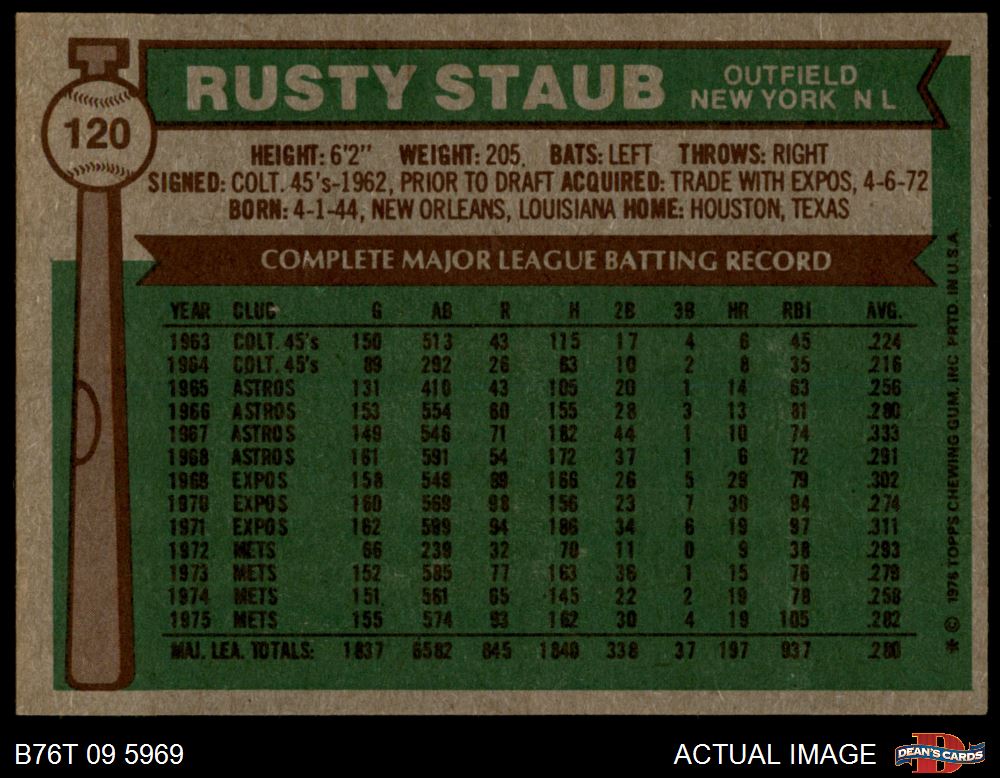 120
RUSTY STAUB
OUTFIELD
NEW YORK N L
HEIGHT: 6'2" WEIGHT: 205. BATS: LEFT THROWS: RIGHT
SIGNED: COLT. 45's-1962, PRIOR TO DRAFT ACQUIRED: TRADE WITH EXPOS, 4-6-72
BORN: 4-1-44, NEW ORLEANS, LOUISIANA HOME: HOUSTON, TEXAS
COMPLETE MAJOR LEAGUE BATTING RECORD
YEAR CLUB G AB R H 2B 3B HR RBI AVG.
1963 COLT. 45's 150 513 43 115 17 4 6 45 .224
1964 COLT. 45's 89 292 26 63 10 2 8 35 .216
1965 ASTROS 131 410 43 105 20 1 14 63 .256
1966 ASTROS 153 554 60 155 28 3 13 81 .280
1967 ASTROS 149 546 71 182 44 1 10 74 .333
1968 ASTROS 161 591 54 172 37 1 6 72 .291
1969 EXPOS 158 549 89 166 26 5 29 79 .302
1970 EXPOS 160 569 98 156 23 7 30 94 .274
1971 EXPOS 162 599 94 186 34 6 19 97 .311
1972 METS 66 239 32 70 11 0 9 38 .293
1973 METS 152 585 77 163 36 1 15 76 .279
1974 METS 151 561 65 145 22 2 19 78 .258
1975 METS 155 574 93 162 30 4 19 105 .282
MAJ. LEA. TOTALS: 1837 6582 845 1840 338 37 197 937 .280
* © 1976 TOPPS CHEWING GUM, INC PRTD. IN U.S.A.
B76T 09 5969
ACTUAL IMAGE
DEAN'S CARDS